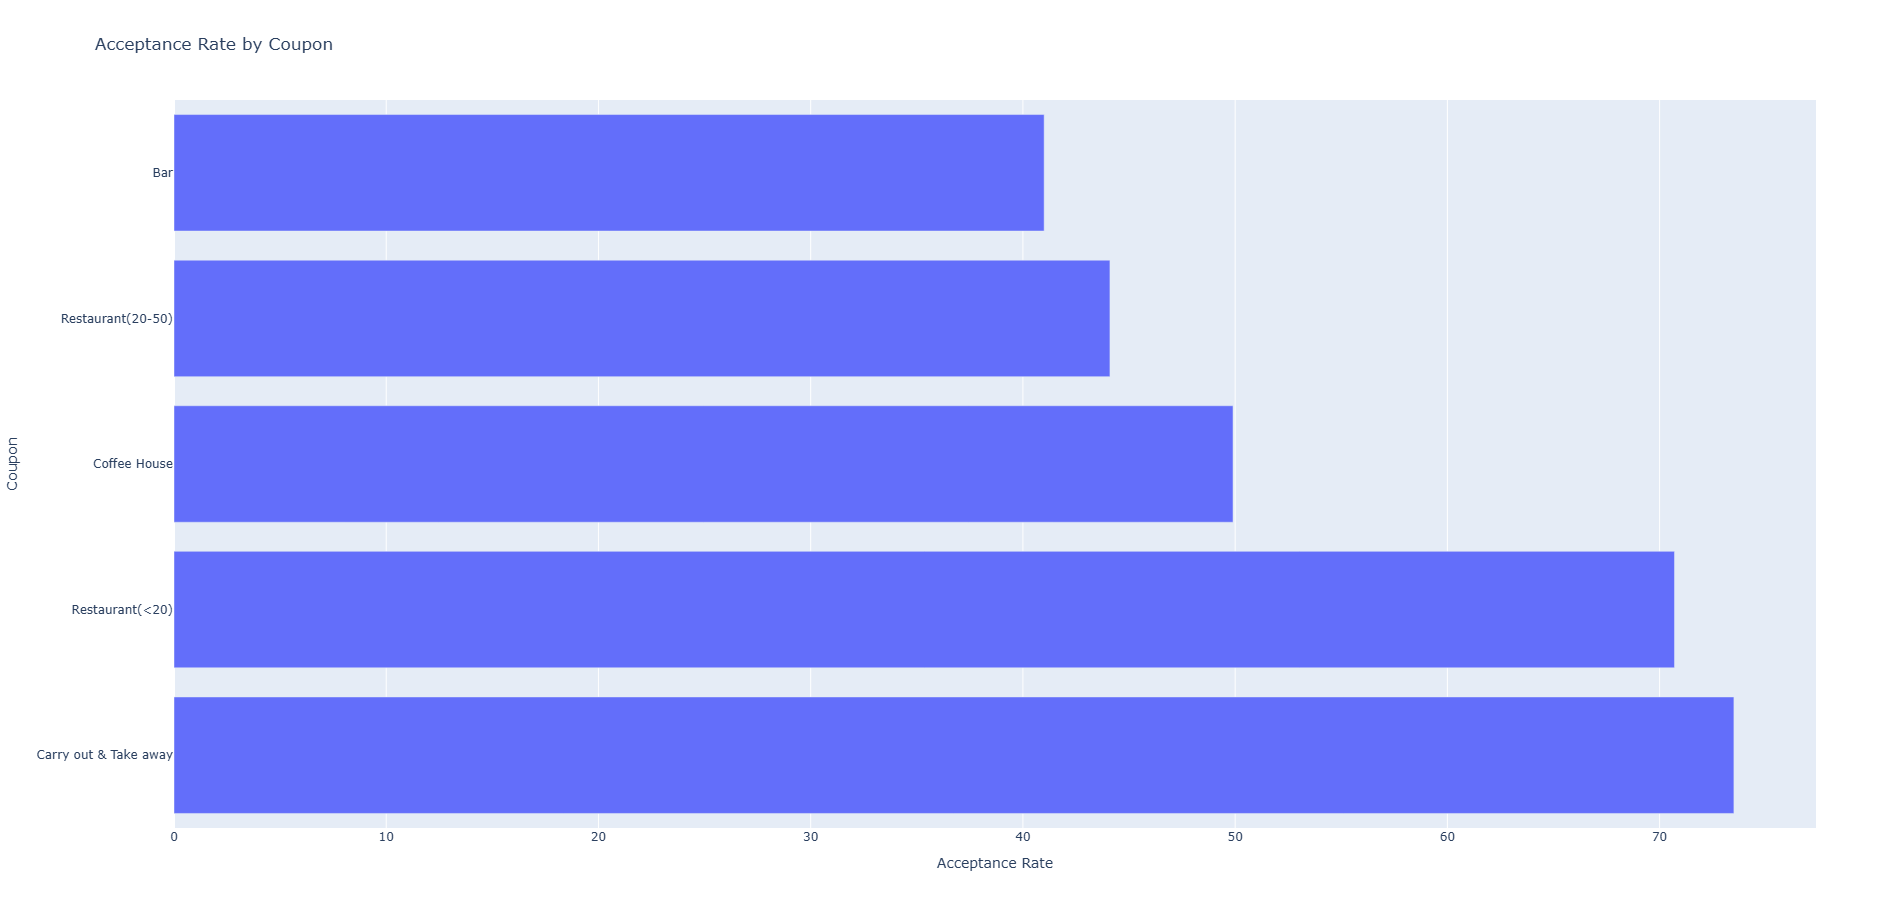 Acceptance Rate by Coupon
Bar
Restaurant(20-50)
Coffee House
Restaurant(<20)
Carry out & Take away
Coupon
0 10 20 30 40 50 60 70
Acceptance Rate